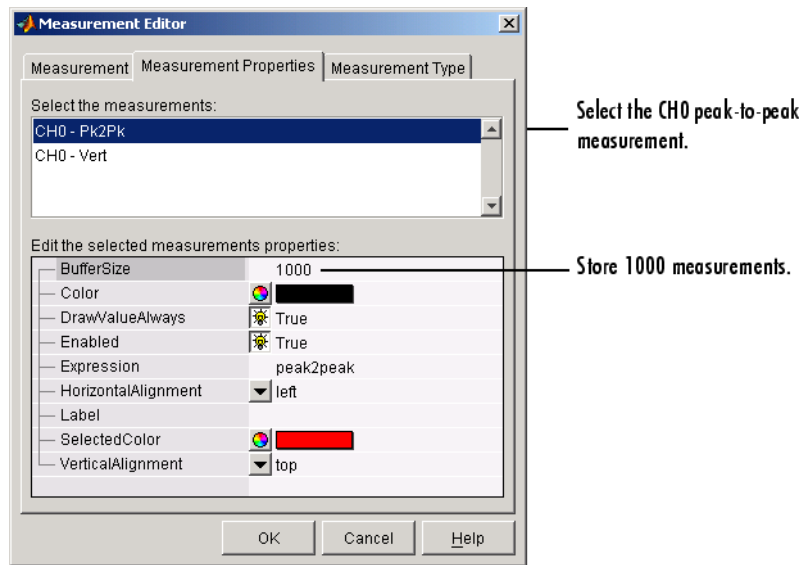 Measurement Editor
Measurement
Measurement Properties
Measurement Type
Select the measurements:
CH0 - Pk2Pk
CH0 - Vert
Select the CH0 peak-to-peak
measurement.
Edit the selected measurements properties:
BufferSize 1000
Store 1000 measurements.
Color
DrawValueAlways True
Enabled True
Expression peak2peak
HorizontalAlignment left
Label
SelectedColor
VerticalAlignment top
OK Cancel Help